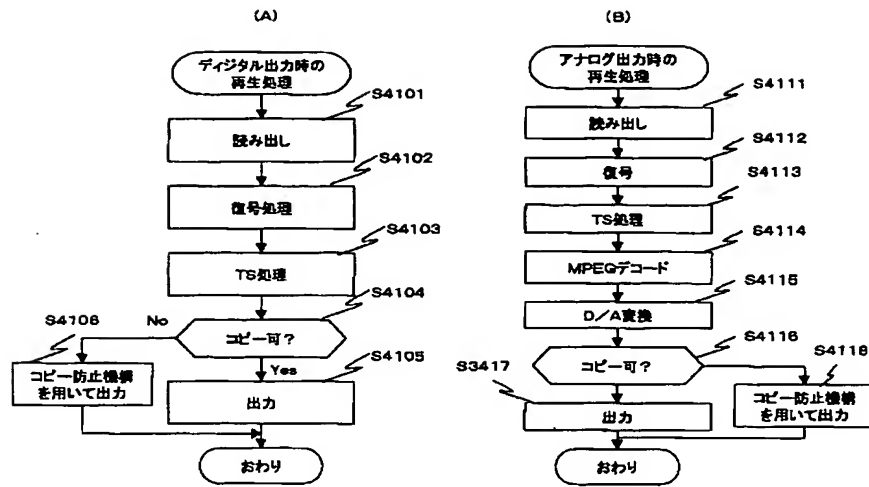 (A)
ディジタル出力時の
再生処理
S4101
読み出し
S4102
復号処理
S4103
TS処理
S4104
コピー可?
No
Yes
S4106
コピー防止機構
を用いて出力
S4105
出力
おわり
(B)
アナログ出力時の
再生処理
S4111
読み出し
S4112
復号
S4113
TS処理
S4114
MPEGデコード
S4115
D/A変換
S4116
コピー可?
S3417
出力
S4118
コピー防止機構
を用いて出力
おわり